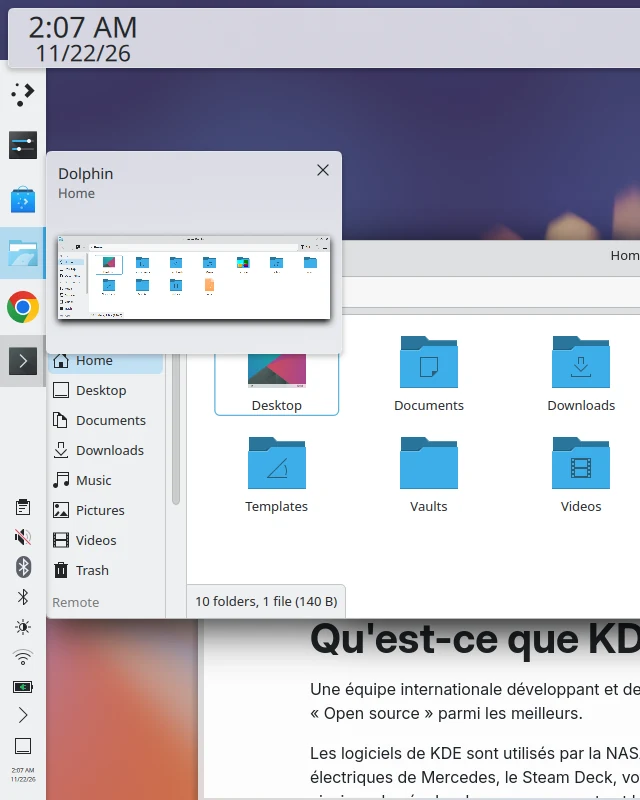 2:07 AM
11/22/26
Dolphin
Home
Hom
Home
Desktop
Documents
Downloads
Music
Pictures
Videos
Trash
Remote
Desktop
Documents
Downloads
Templates
Vaults
Videos
10 folders, 1 file (140 B)
Qu'est-ce que KD
Une équipe internationale développant et de
« Open source » parmi les meilleurs.
Les logiciels de KDE sont utilisés par la NAS
électriques de Mercedes, le Steam Deck, vo
2:07 AM
11/22/26